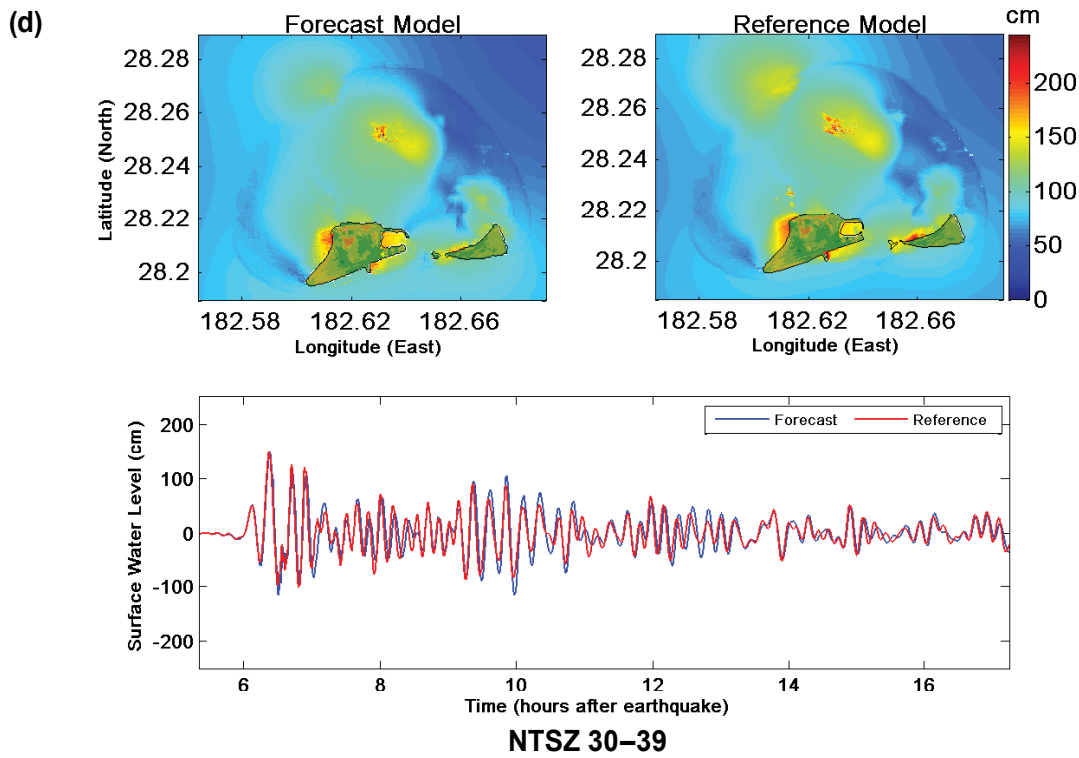 (d)
Forecast Model
Reference Model
cm
28.28
28.26
28.24
28.22
28.2
Latitude (North)
182.58
182.62
182.66
Longitude (East)
28.28
28.26
28.24
28.22
28.2
182.58
182.62
182.66
Longitude (East)
200
150
100
50
0
Forecast
Reference
200
100
0
-100
-200
Surface Water Level (cm)
6
8
10
12
14
16
Time (hours after earthquake)
NTSZ 30–39